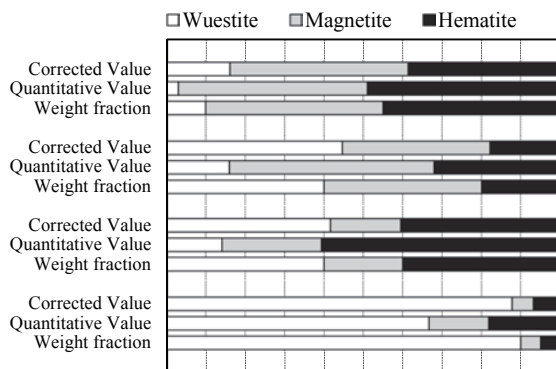 Wuestite Magnetite Hematite
Corrected Value
Quantitative Value
Weight fraction
Corrected Value
Quantitative Value
Weight fraction
Corrected Value
Quantitative Value
Weight fraction
Corrected Value
Quantitative Value
Weight fraction